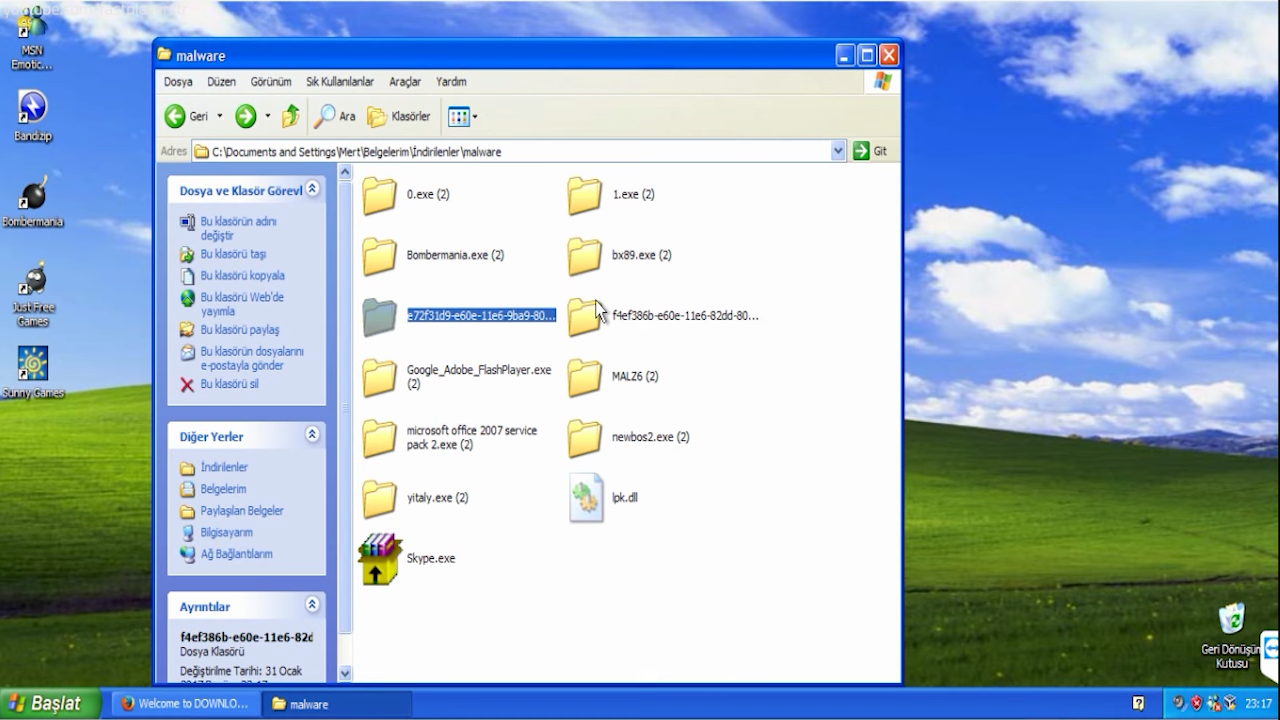 MSN
Emotic...
Bandizip
Bombermania
Just Free
Games
Sunny Games
malware
Dosya Düzen Görünüm Sık Kullanılanlar Araçlar Yardım
Geri Ara Klasörler
Adres C:\Documents and Settings\Mert\Belgelerim\İndirilenler\malware Git
Dosya ve Klasör Görevl
Bu klasörün adını
değiştir
Bu klasörü taşı
Bu klasörü kopyala
Bu klasörü Web'de
yayımla
Bu klasörü paylaş
Bu klasörün dosyalarını
e-postayla gönder
Bu klasörü sil
Diğer Yerler
İndirilenler
Belgelerim
Paylaşılan Belgeler
Bilgisayarım
Ağ Bağlantılarım
Ayrıntılar
f4ef386b-e60e-11e6-82d
Dosya Klasörü
Değiştirilme Tarihi: 31 Ocak
0.exe (2) 1.exe (2)
Bombermania.exe (2) bx89.exe (2)
e72f31d9-e60e-11e6-9ba9-80... f4ef386b-e60e-11e6-82dd-80...
Google_Adobe_FlashPlayer.exe
(2)
MALZ6 (2)
microsoft office 2007 service
pack 2.exe (2)
newbos2.exe (2)
yitaly.exe (2) lpk.dll
Skype.exe
Geri Dönüşün
Kutusu
Başlat Welcome to DOWNLO... malware ? 23:17